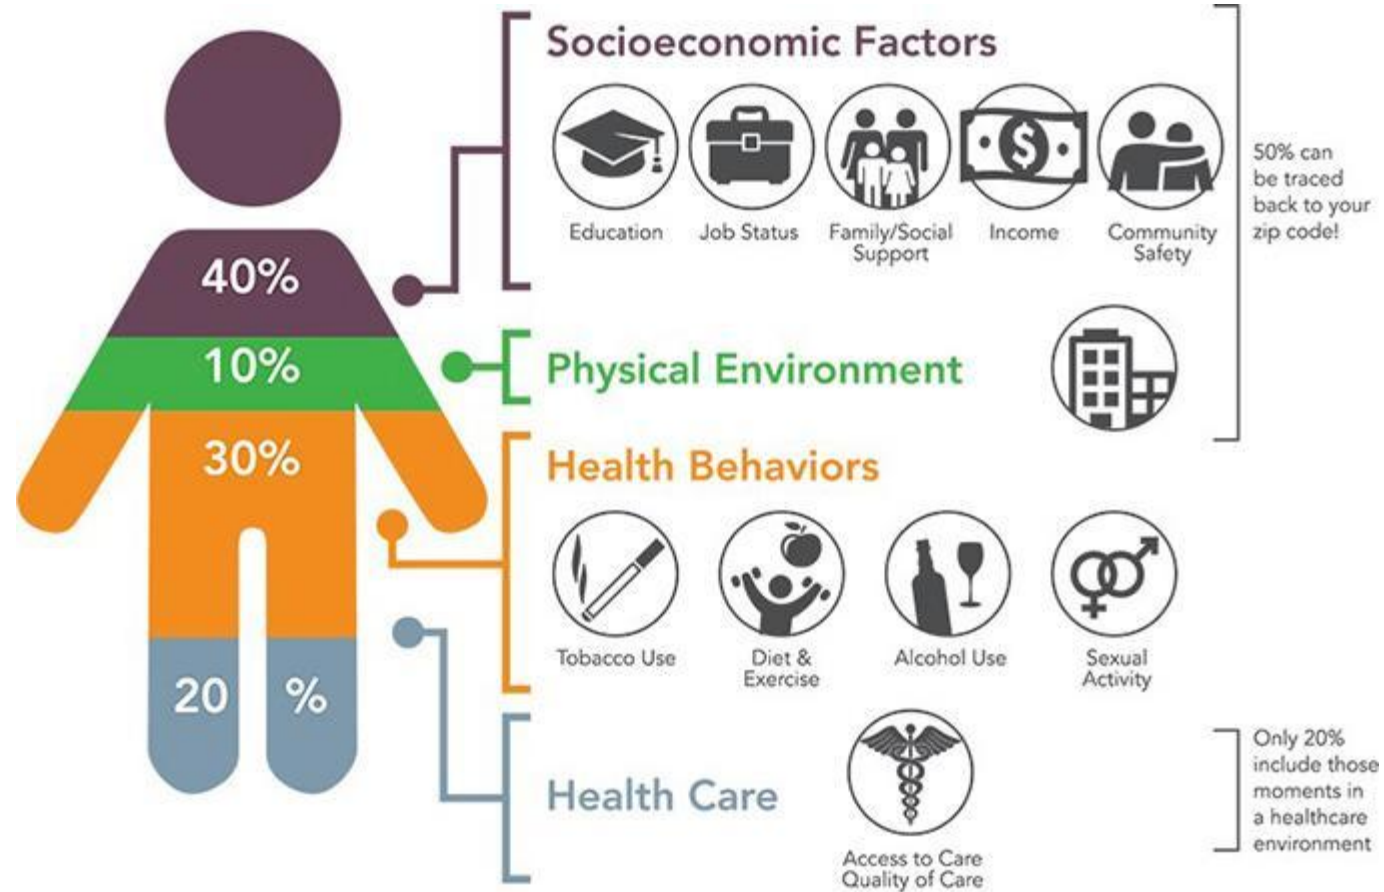 Socioeconomic Factors
Education
Job Status
Family/Social
Support
Income
Community
Safety
50% can
be traced
back to your
zip code!
40%
10%
Physical Environment
30%
Health Behaviors
Tobacco Use
Diet &
Exercise
Alcohol Use
Sexual
Activity
20 %
Health Care
Access to Care
Quality of Care
Only 20%
include those
moments in
a healthcare
environment